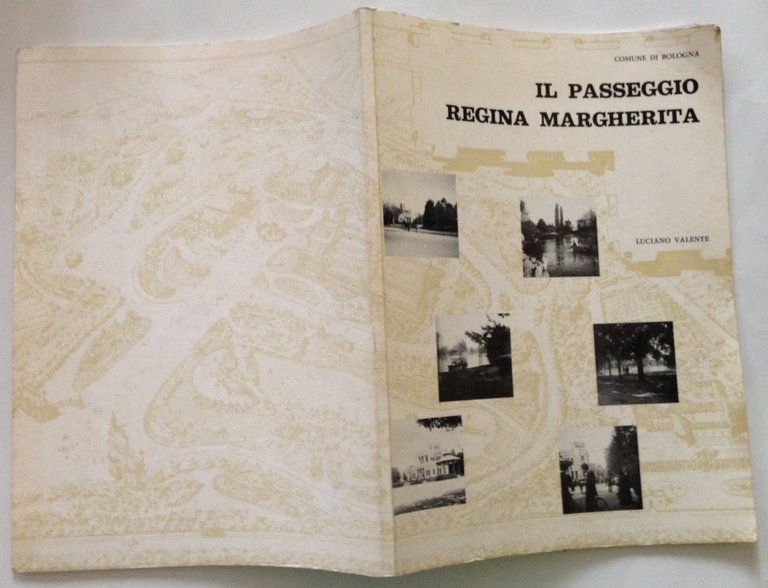 COMUNE DI BOLOGNA
IL PASSEGGIO
REGINA MARGHERITA
LUCIANO VALENTE